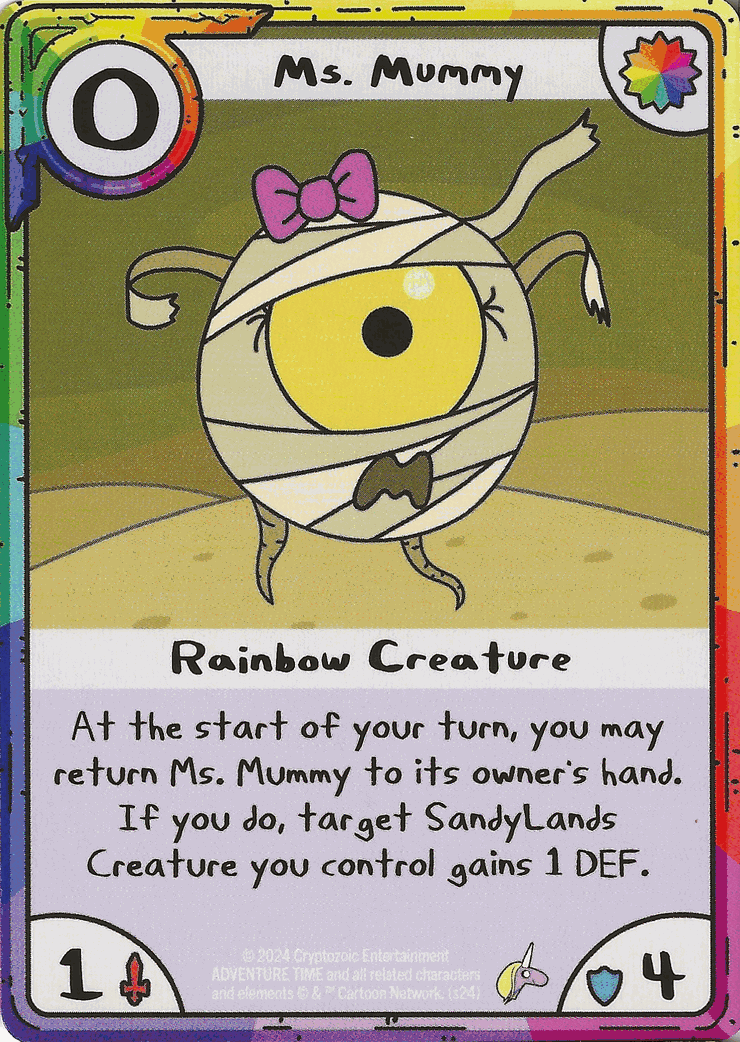 0
Ms. Mummy
Rainbow Creature
At the start of your turn, you may
return Ms. Mummy to its owner's hand.
If you do, target SandyLands
Creature you control gains 1 DEF.
1
4
© 2024 Cryptozoic Entertainment
ADVENTURE TIME and all related characters
and elements © & ™ Cartoon Network. (s24)